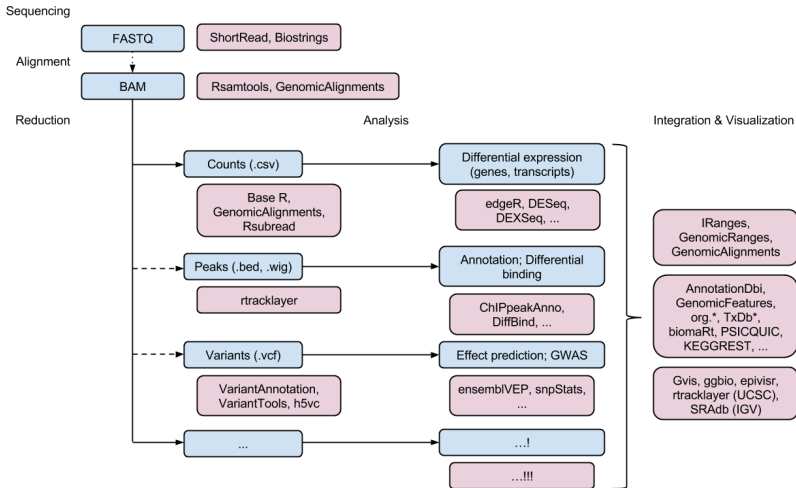 Sequencing
FASTQ
ShortRead, Biostrings
Alignment
BAM
Rsamtools, GenomicAlignments
Reduction
Analysis
Integration & Visualization
Counts (.csv)
Differential expression
(genes, transcripts)
Base R,
GenomicAlignments,
Rsubread
edgeR, DESeq,
DEXSeq, ...
Peaks (.bed, .wig)
Annotation; Differential
binding
rtracklayer
ChIPpeakAnno,
DiffBind, ...
Variants (.vcf)
Effect prediction; GWAS
VariantAnnotation,
VariantTools, h5vc
ensemblVEP, snpStats,
...
...
…!
…!!!
IRanges,
GenomicRanges,
GenomicAlignments
AnnotationDbi,
GenomicFeatures,
org.*, TxDb*,
biomaRt, PSICQUIC,
KEGGREST, ...
Gvis, ggbio, epivisr,
rtracklayer (UCSC),
SRAdb (IGV)